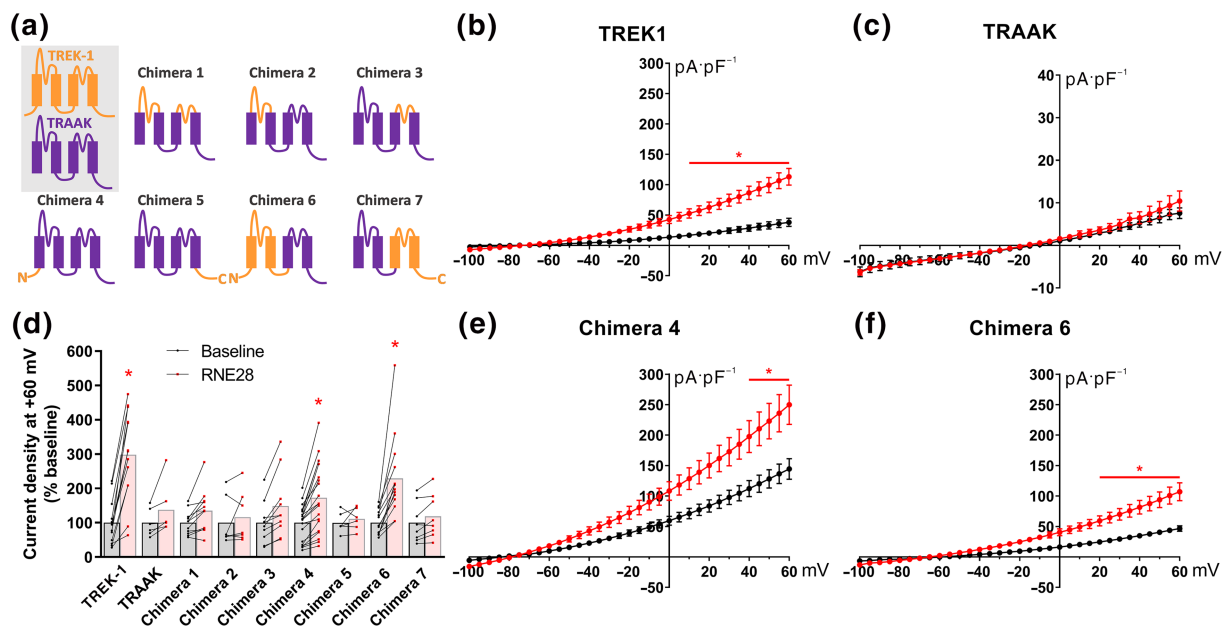 (a)
TREK-1
TRAAK
Chimera 1
Chimera 2
Chimera 3
Chimera 4
N
Chimera 5
C
Chimera 6
N
Chimera 7
C
(b)
TREK1
pA·pF⁻¹
300
250
200
150
100
50
-50
*
-100 -80 -60 -40 -20 20 40 60 mV
(c)
TRAAK
pA·pF⁻¹
40
30
20
10
-10
-100 -80 -60 -40 -20 20 40 60 mV
(d)
Current density at +60 mV
(% baseline)
600
500
400
300
200
100
0
Baseline
RNE28
*
*
*
TREK-1
TRAAK
Chimera 1
Chimera 2
Chimera 3
Chimera 4
Chimera 5
Chimera 6
Chimera 7
(e)
Chimera 4
pA·pF⁻¹
300
250
200
150
100
50
-50
*
-100 -80 -60 -40 -20 20 40 60 mV
(f)
Chimera 6
pA·pF⁻¹
300
250
200
150
100
50
-50
*
-100 -80 -60 -40 -20 20 40 60 mV